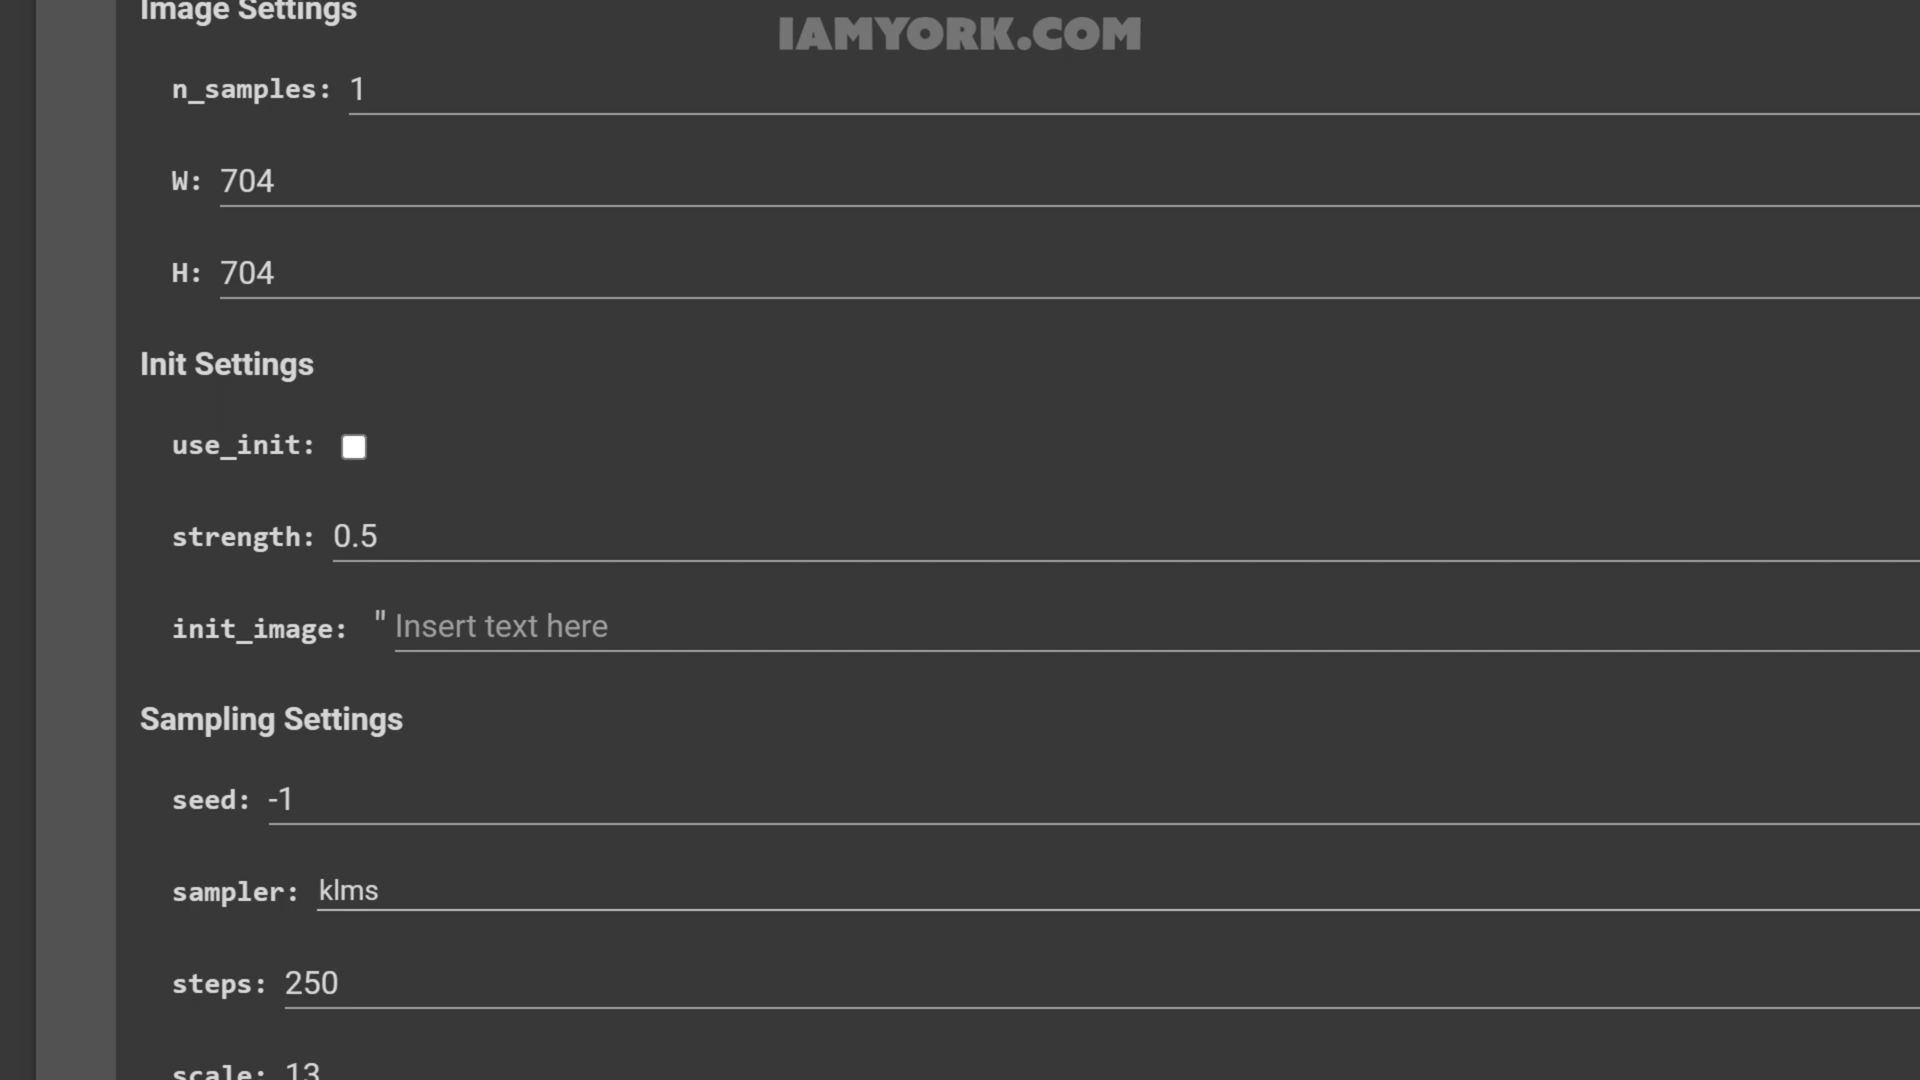 Image Settings
IAMYORK.COM
n_samples: 1
W: 704
H: 704
Init Settings
use_init:
strength: 0.5
init_image: " Insert text here
Sampling Settings
seed: -1
sampler: klms
steps: 250
scale: 13